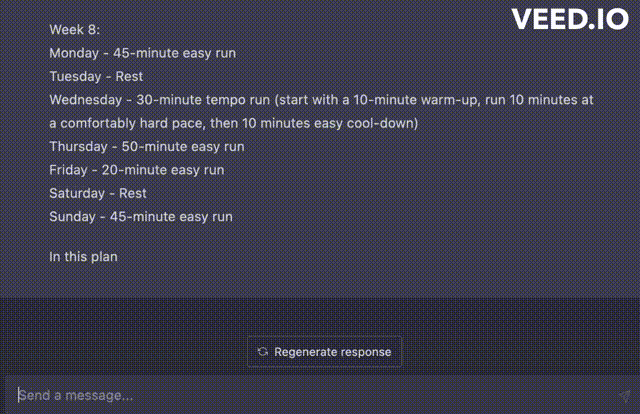 VEED.IO
Week 8:
Monday - 45-minute easy run
Tuesday - Rest
Wednesday - 30-minute tempo run (start with a 10-minute warm-up, run 10 minutes at
a comfortably hard pace, then 10 minutes easy cool-down)
Thursday - 50-minute easy run
Friday - 20-minute easy run
Saturday - Rest
Sunday - 45-minute easy run
In this plan
Regenerate response
Send a message...